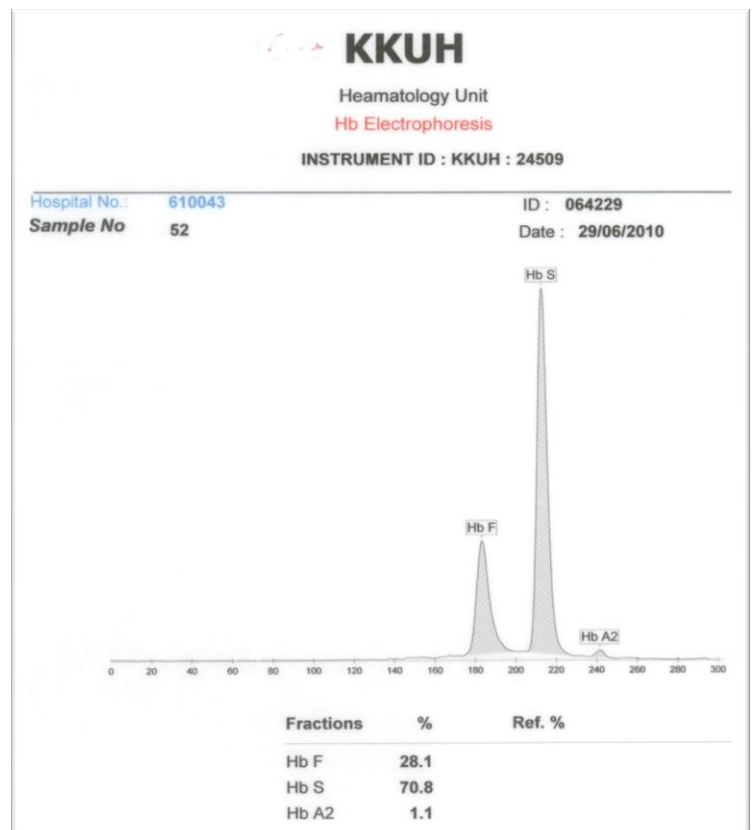 KKUH
Heamatology Unit
Hb Electrophoresis
INSTRUMENT ID : KKUH : 24509
Hospital No.: 610043 ID : 064229
Sample No 52 Date : 29/06/2010
Hb S
Hb F
Hb A2
0 20 40 60 80 100 120 140 160 180 200 220 240 260 280 300
Fractions % Ref. %
Hb F 28.1
Hb S 70.8
Hb A2 1.1